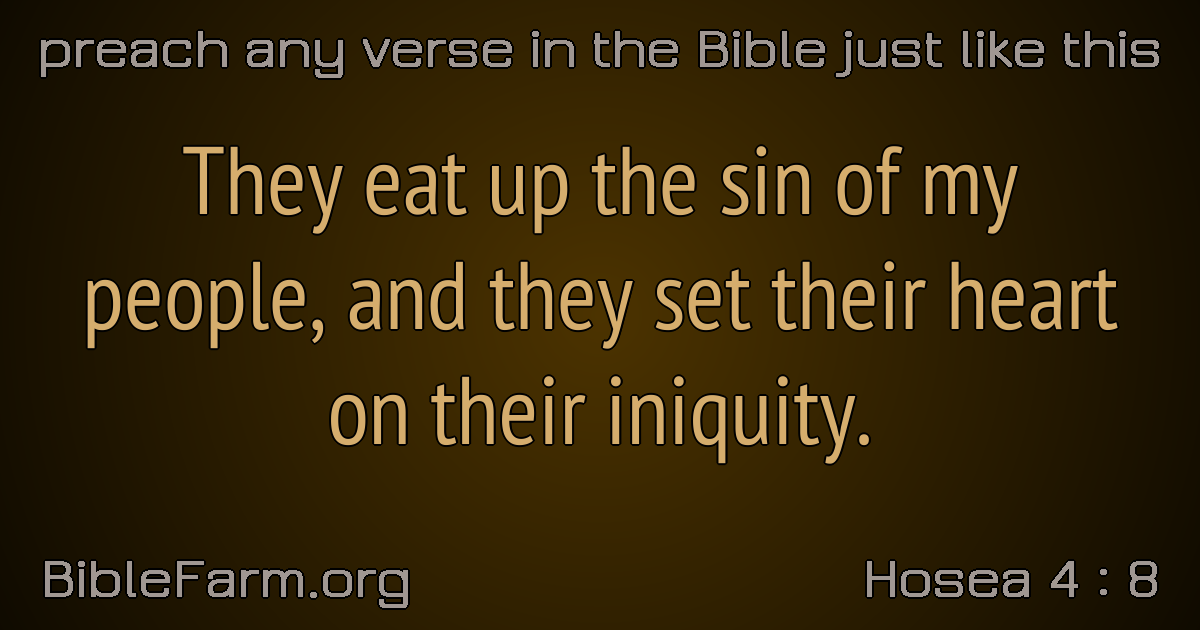 preach any verse in the Bible just like this
They eat up the sin of my
people, and they set their heart
on their iniquity.
BibleFarm.org
Hosea 4 : 8